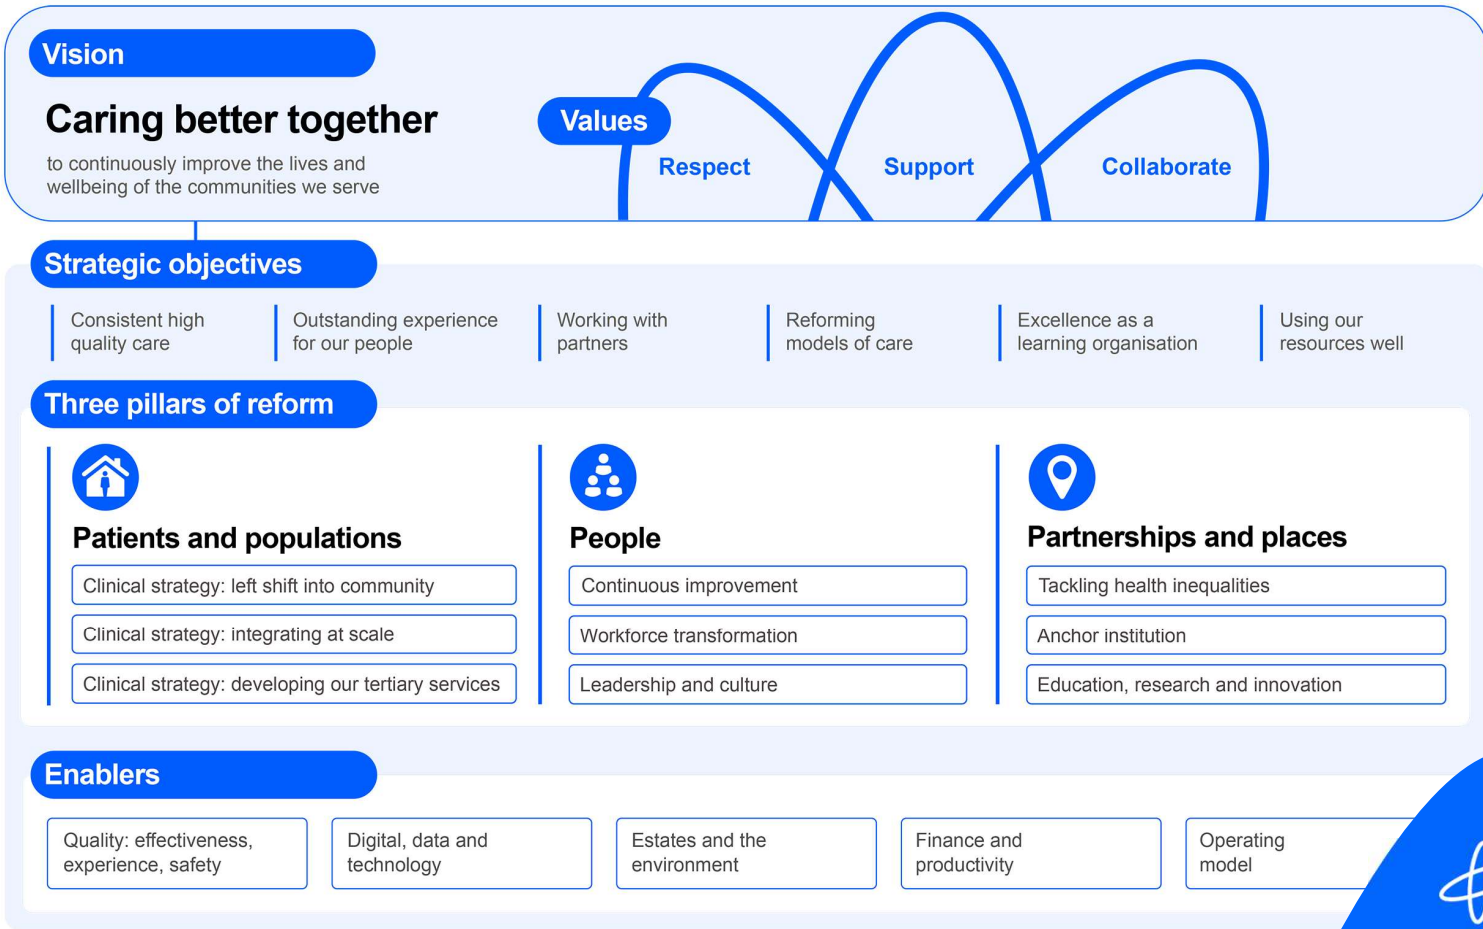 Vision
Caring better together
to continuously improve the lives and
wellbeing of the communities we serve
Values
Respect
Support
Collaborate
Strategic objectives
Consistent high
quality care
Outstanding experience
for our people
Working with
partners
Reforming
models of care
Excellence as a
learning organisation
Using our
resources well
Three pillars of reform
Patients and populations
Clinical strategy: left shift into community
Clinical strategy: integrating at scale
Clinical strategy: developing our tertiary services
People
Continuous improvement
Workforce transformation
Leadership and culture
Partnerships and places
Tackling health inequalities
Anchor institution
Education, research and innovation
Enablers
Quality: effectiveness,
experience, safety
Digital, data and
technology
Estates and the
environment
Finance and
productivity
Operating
model